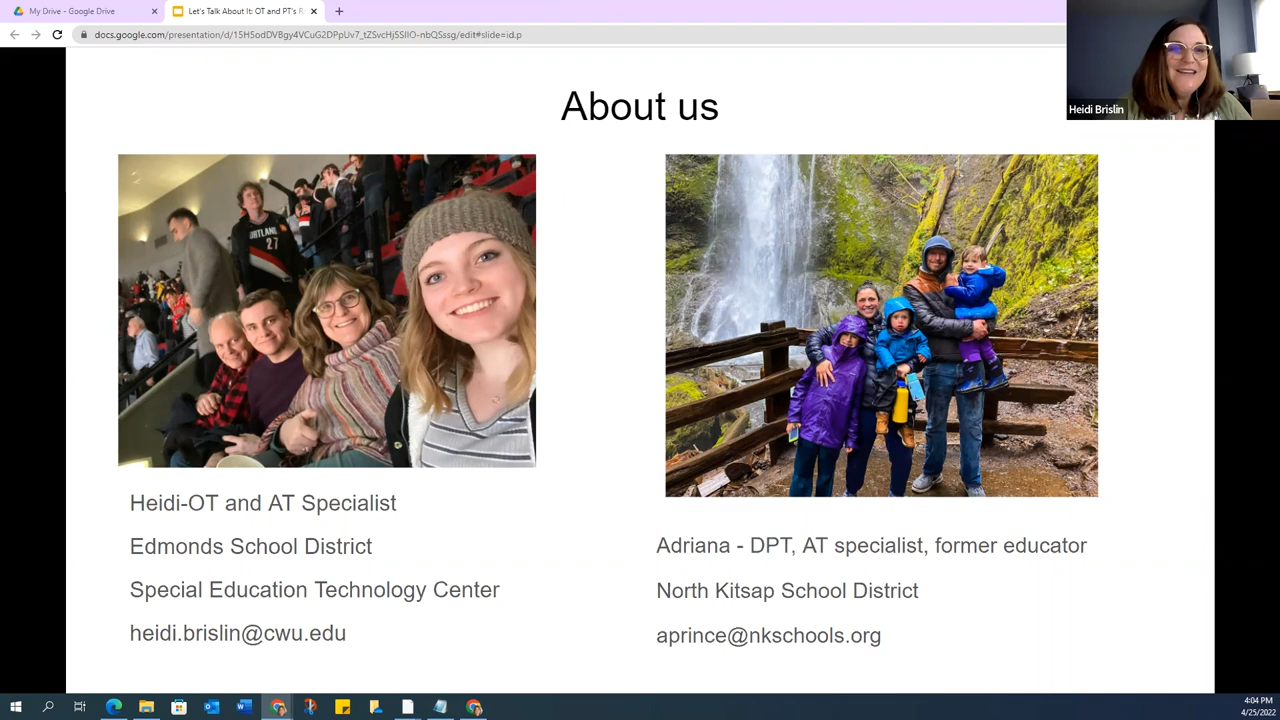 My Drive - Google Drive
Let's Talk About It: OT and PT's R
docs.google.com/presentation/d/15H5odDVBgy4VCuG2DPpUv7_tZSvcHj5SIIO-nbQSssg/edit#slide=id.p
Heidi Brislin
About us
PORTLAND
27
Heidi-OT and AT Specialist
Edmonds School District
Special Education Technology Center
heidi.brislin@cwu.edu
Adriana - DPT, AT specialist, former educator
North Kitsap School District
aprince@nkschools.org
4:04 PM
4/25/2022